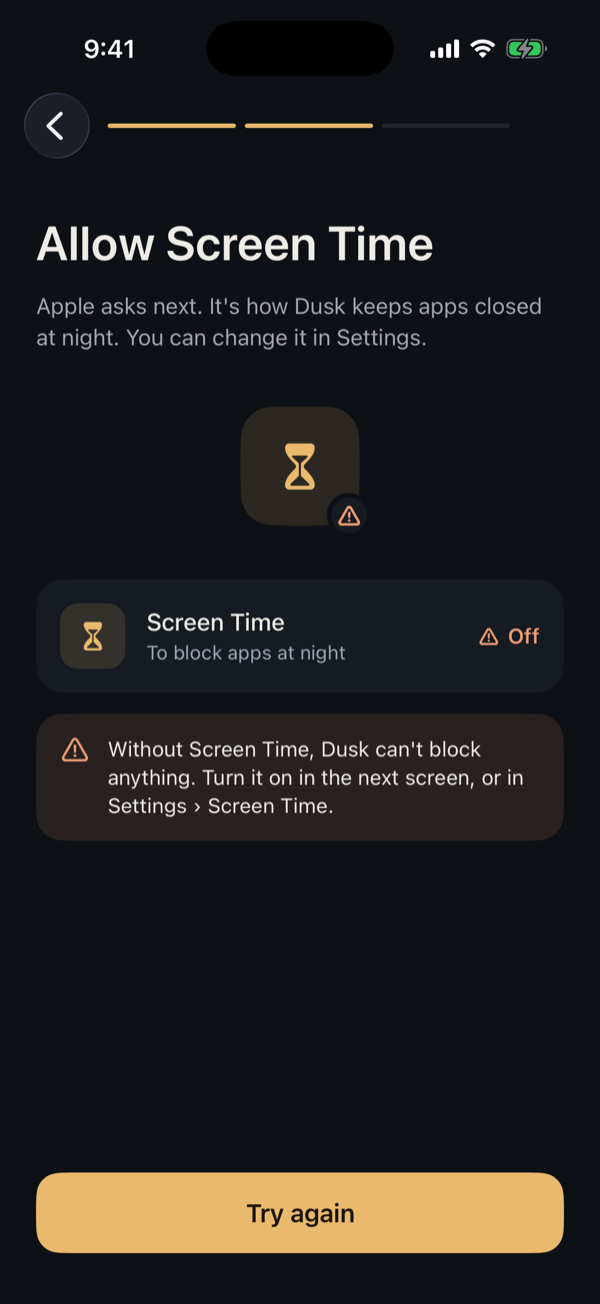 9:41
Allow Screen Time
Apple asks next. It's how Dusk keeps apps closed
at night. You can change it in Settings.
Screen Time
To block apps at night
Off
Without Screen Time, Dusk can't block
anything. Turn it on in the next screen, or in
Settings › Screen Time.
Try again